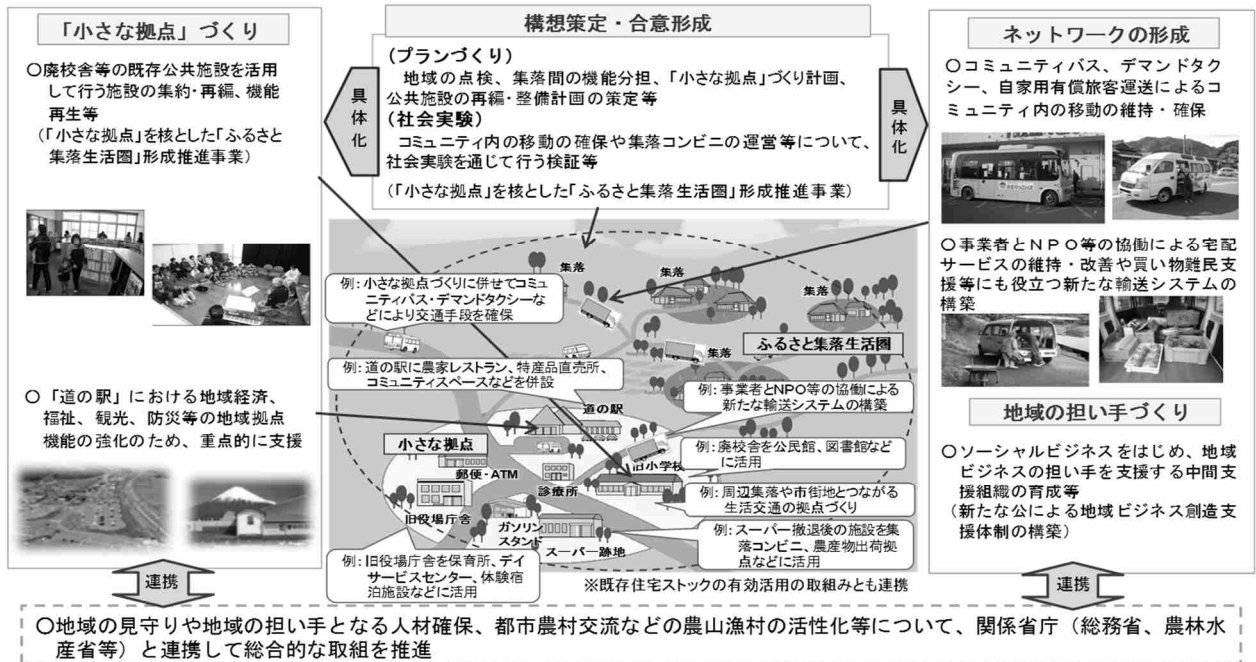 「小さな拠点」づくり
○廃校舎等の既存公共施設を活用
して行う施設の集約・再編、機能
再生等
(「小さな拠点」を核とした「ふるさと
集落生活圏」形成推進事業)
○「道の駅」における地域経済、
福祉、観光、防災等の地域拠点
機能の強化のため、重点的に支援
連携
構想策定・合意形成
(プランづくり)
地域の点検、集落間の機能分担、「小さな拠点」づくり計画、
公共施設の再編・整備計画の策定等
(社会実験)
コミュニティ内の移動の確保や集落コンビニの運営等について、
社会実験を通じて行う検証等
(「小さな拠点」を核とした「ふるさと集落生活圏」形成推進事業)
具体化
具体化
集落
集落
集落
集落
例:小さな拠点づくりに併せてコミュ
ニティバス・デマンドタクシーな
どにより交通手段を確保
ふるさと集落生活圏
例:道の駅に農家レストラン、特産品直売所、
コミュニティスペースなどを併設
例:事業者とNPO等の協働による
新たな輸送システムの構築
道の駅
小さな拠点
郵便・ATM
診療所
旧小学校
例:廃校舎を公民館、図書館など
に活用
例:周辺集落や市街地とつながる
生活交通の拠点づくり
旧役場庁舎
ガソリン
スタンド
スーパー跡地
例:スーパー撤退後の施設を集
落コンビニ、農産物出荷拠
点などに活用
例:旧役場庁舎を保育所、デイ
サービスセンター、体験宿
泊施設などに活用
※既存住宅ストックの有効活用の取組みとも連携
ネットワークの形成
○コミュニティバス、デマンドタク
シー、自家用有償旅客運送によるコ
ミュニティ内の移動の維持・確保
○事業者とNPO等の協働による宅配
サービスの維持・改善や買い物難民支
援等にも役立つ新たな輸送システムの
構築
地域の担い手づくり
○ソーシャルビジネスをはじめ、地域
ビジネスの担い手を支援する中間支
援組織の育成等
(新たな公による地域ビジネス創造支
援体制の構築)
連携
○地域の見守りや地域の担い手となる人材確保、都市農村交流などの農山漁村の活性化等について、関係省庁(総務省、農林水
産省等)と連携して総合的な取組を推進